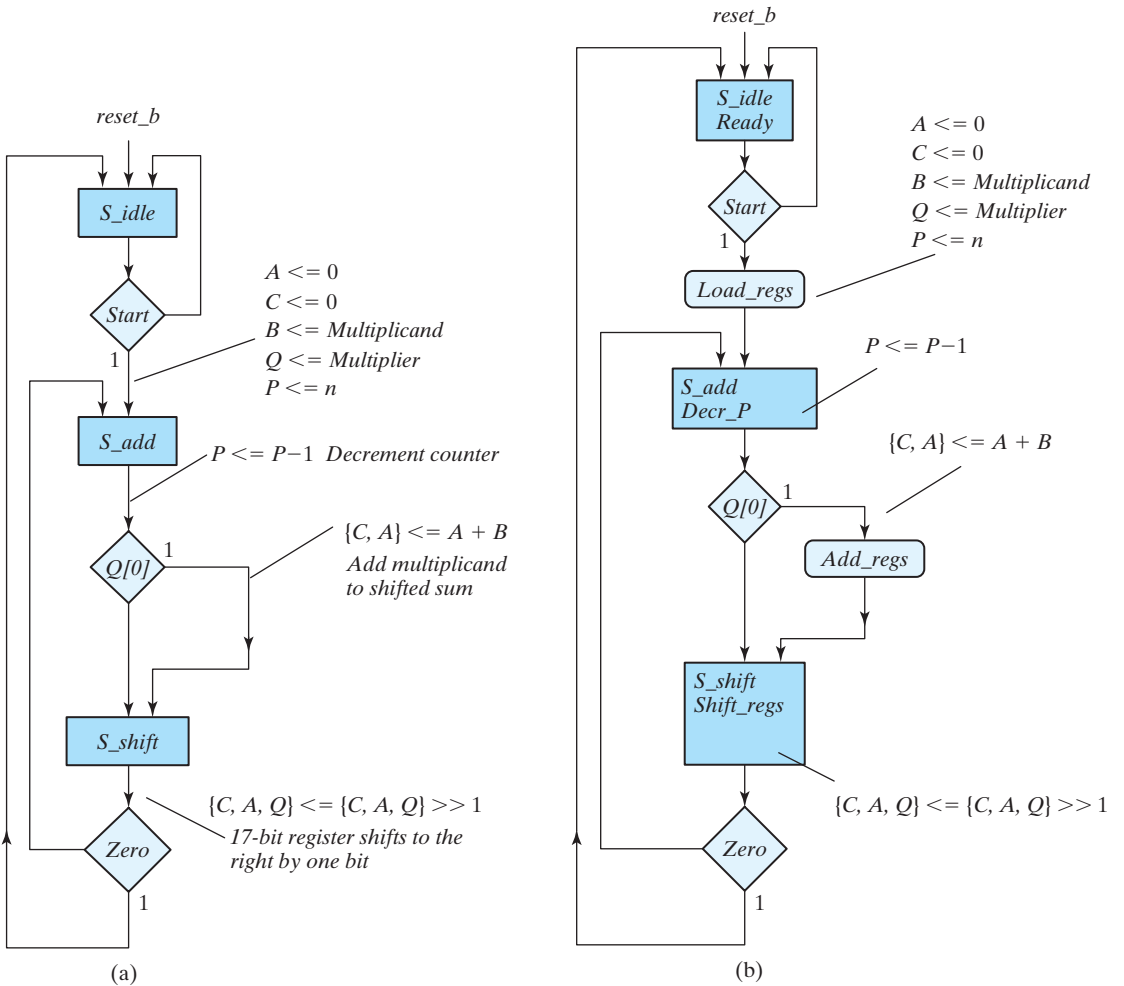 reset_b
S_idle
Start
1
A <= 0
C <= 0
B <= Multiplicand
Q <= Multiplier
P <= n
S_add
P <= P−1 Decrement counter
Q[0]
1
{C, A} <= A + B
Add multiplicand
to shifted sum
S_shift
{C, A, Q} <= {C, A, Q} >> 1
17-bit register shifts to the
right by one bit
Zero
1
(a)
reset_b
S_idle
Ready
Start
1
A <= 0
C <= 0
B <= Multiplicand
Q <= Multiplier
P <= n
Load_regs
P <= P−1
S_add
Decr_P
{C, A} <= A + B
Q[0]
1
Add_regs
S_shift
Shift_regs
{C, A, Q} <= {C, A, Q} >> 1
Zero
1
(b)